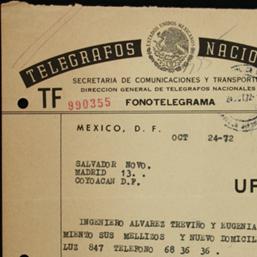 TELEGRAFOS NACIO
ESTADOS UNIDOS MEXICANOS
SECRETARIA DE COMUNICACIONES Y TRANSPORT
DIRECCION GENERAL DE TELEGRAFOS NACIONALES
TF 990355 FONOTELEGRAMA
MEXICO, D. F.
OCT 24-72
SALVADOR NOVO.
MADRID 13..
COYOACAN D.F.
UR
INGENIERO ALVAREZ TREVIÑO Y EUGENIA
MIENZO SUS MELLIZOS Y NUEVO DOMICIL
LUZ 847 TELEFONO 68 36 36.